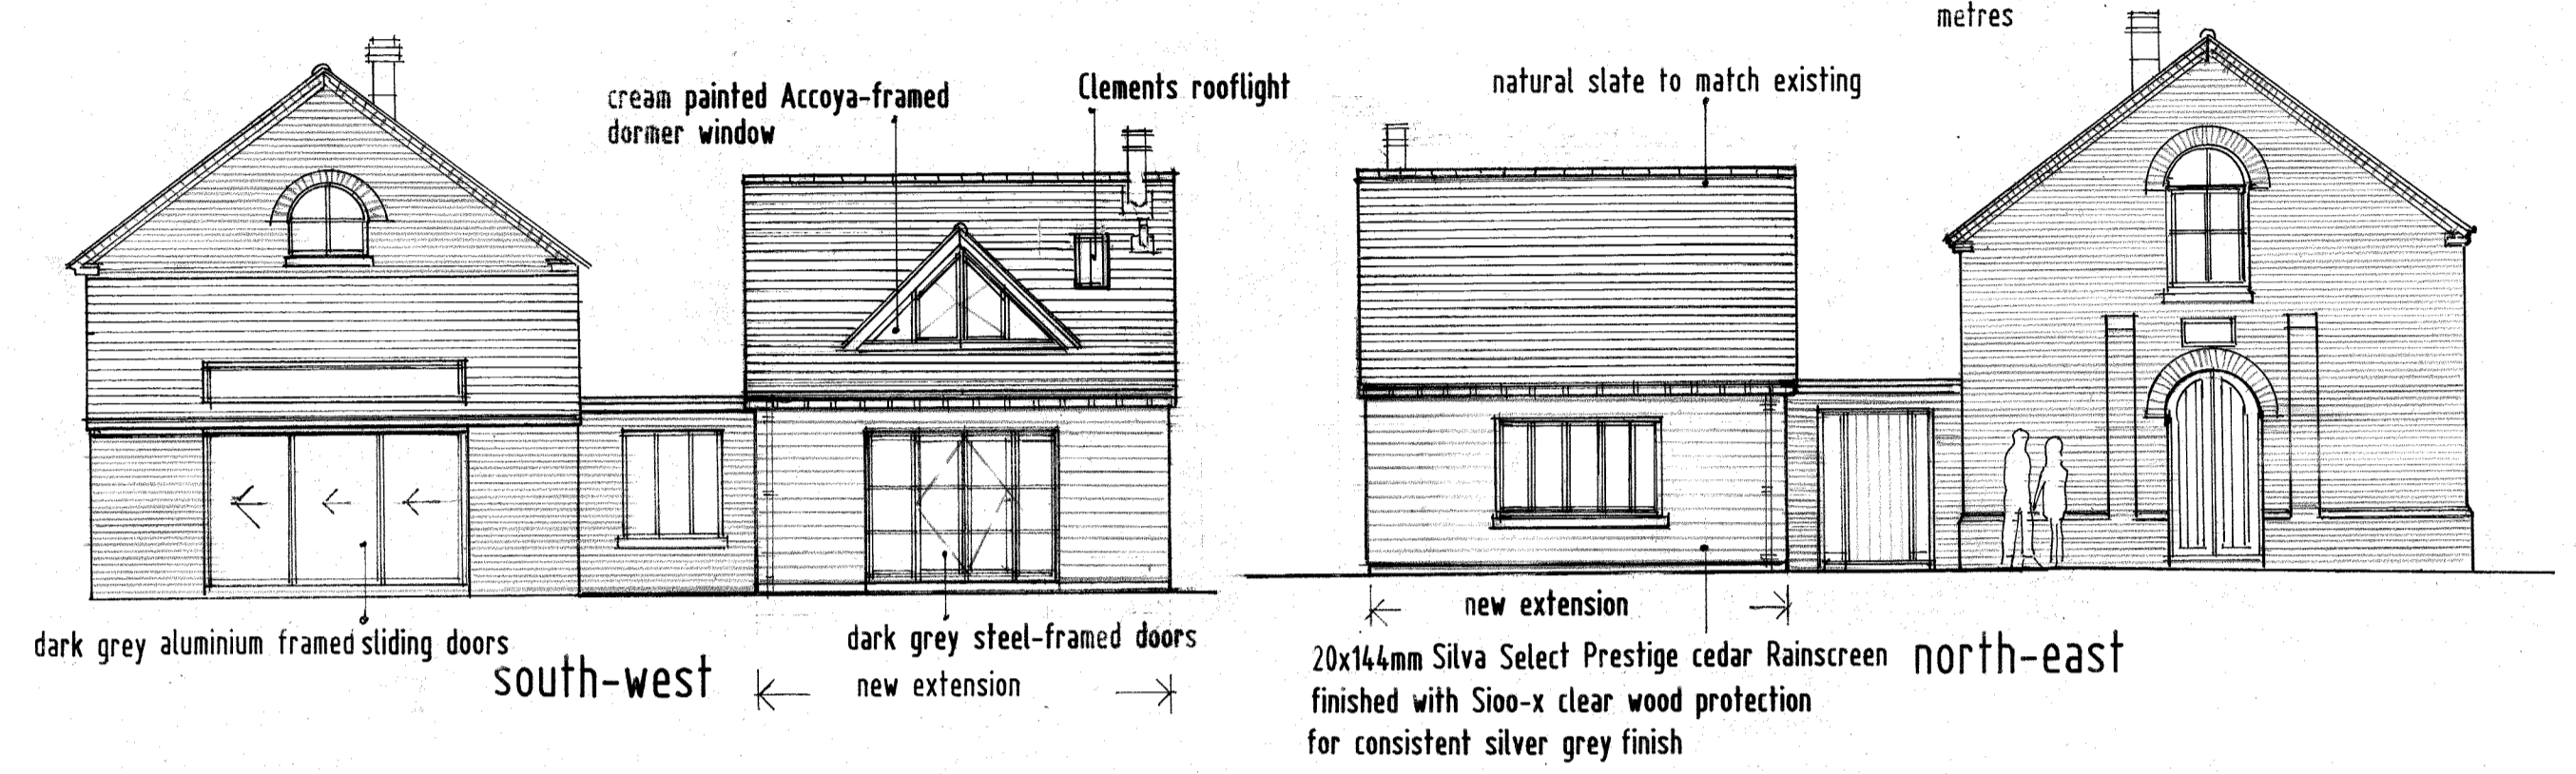 metres
cream painted Accoya-framed
dormer window
Clements rooflight
natural slate to match existing
dark grey aluminium framed sliding doors
south-west
dark grey steel-framed doors
new extension
new extension
20x144mm Silva Select Prestige cedar Rainscreen
finished with Sioo-x clear wood protection
for consistent silver grey finish
north-east